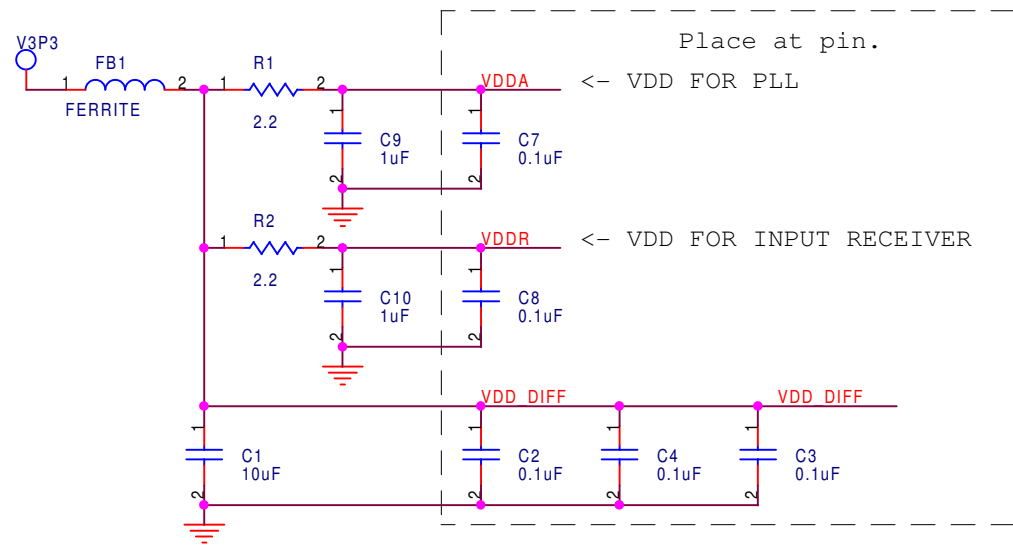 Place at pin.
V3P3
FB1
1 2
FERRITE
R1
1 2
2.2
VDDA
<- VDD FOR PLL
1
C9
1uF
2
1
C7
0.1uF
2
R2
1 2
2.2
VDDR
<- VDD FOR INPUT RECEIVER
1
C10
1uF
2
1
C8
0.1uF
2
VDD_DIFF
VDD_DIFF
1
C1
10uF
2
1
C2
0.1uF
2
1
C4
0.1uF
2
1
C3
0.1uF
2